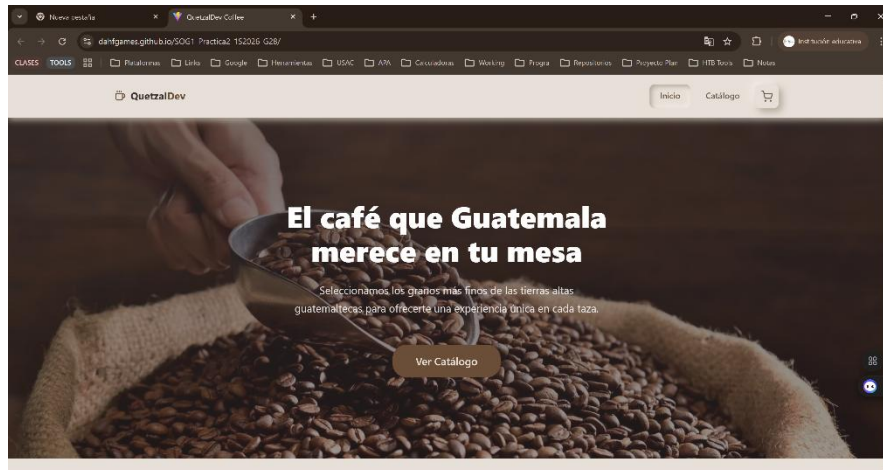 Nueva pestaña
QuetzalDev Coffee
dahfgames.github.io/SOG1_Practica2_1S2026_G28/
Institución educativa
CLASES TOOLS Plataformas Links Google Herramientas USAC APA Calculadoras Working Progra Repositorios Proyecto Plan HTB Tools Notas
QuetzalDev
Inicio Catálogo
El café que Guatemala
merece en tu mesa
Seleccionamos los granos más finos de las tierras altas
guatemaltecas para ofrecerte una experiencia única en cada taza.
Ver Catálogo